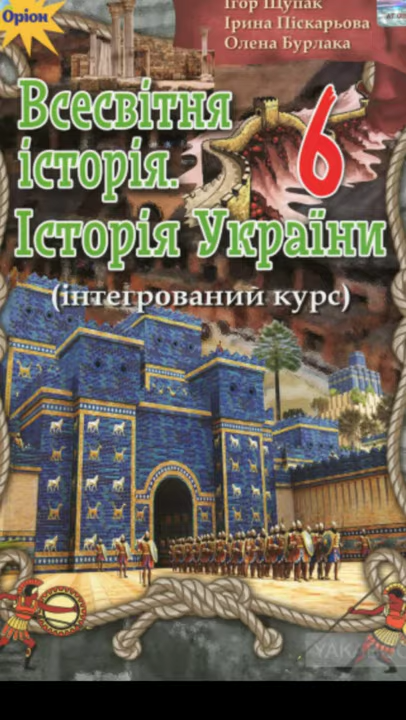 Оріон
Ігор Щупак
Ірина Піскарьова
Олена Бурлака
Всесвітня
історія.
6
Історія України
(інтегрований курс)